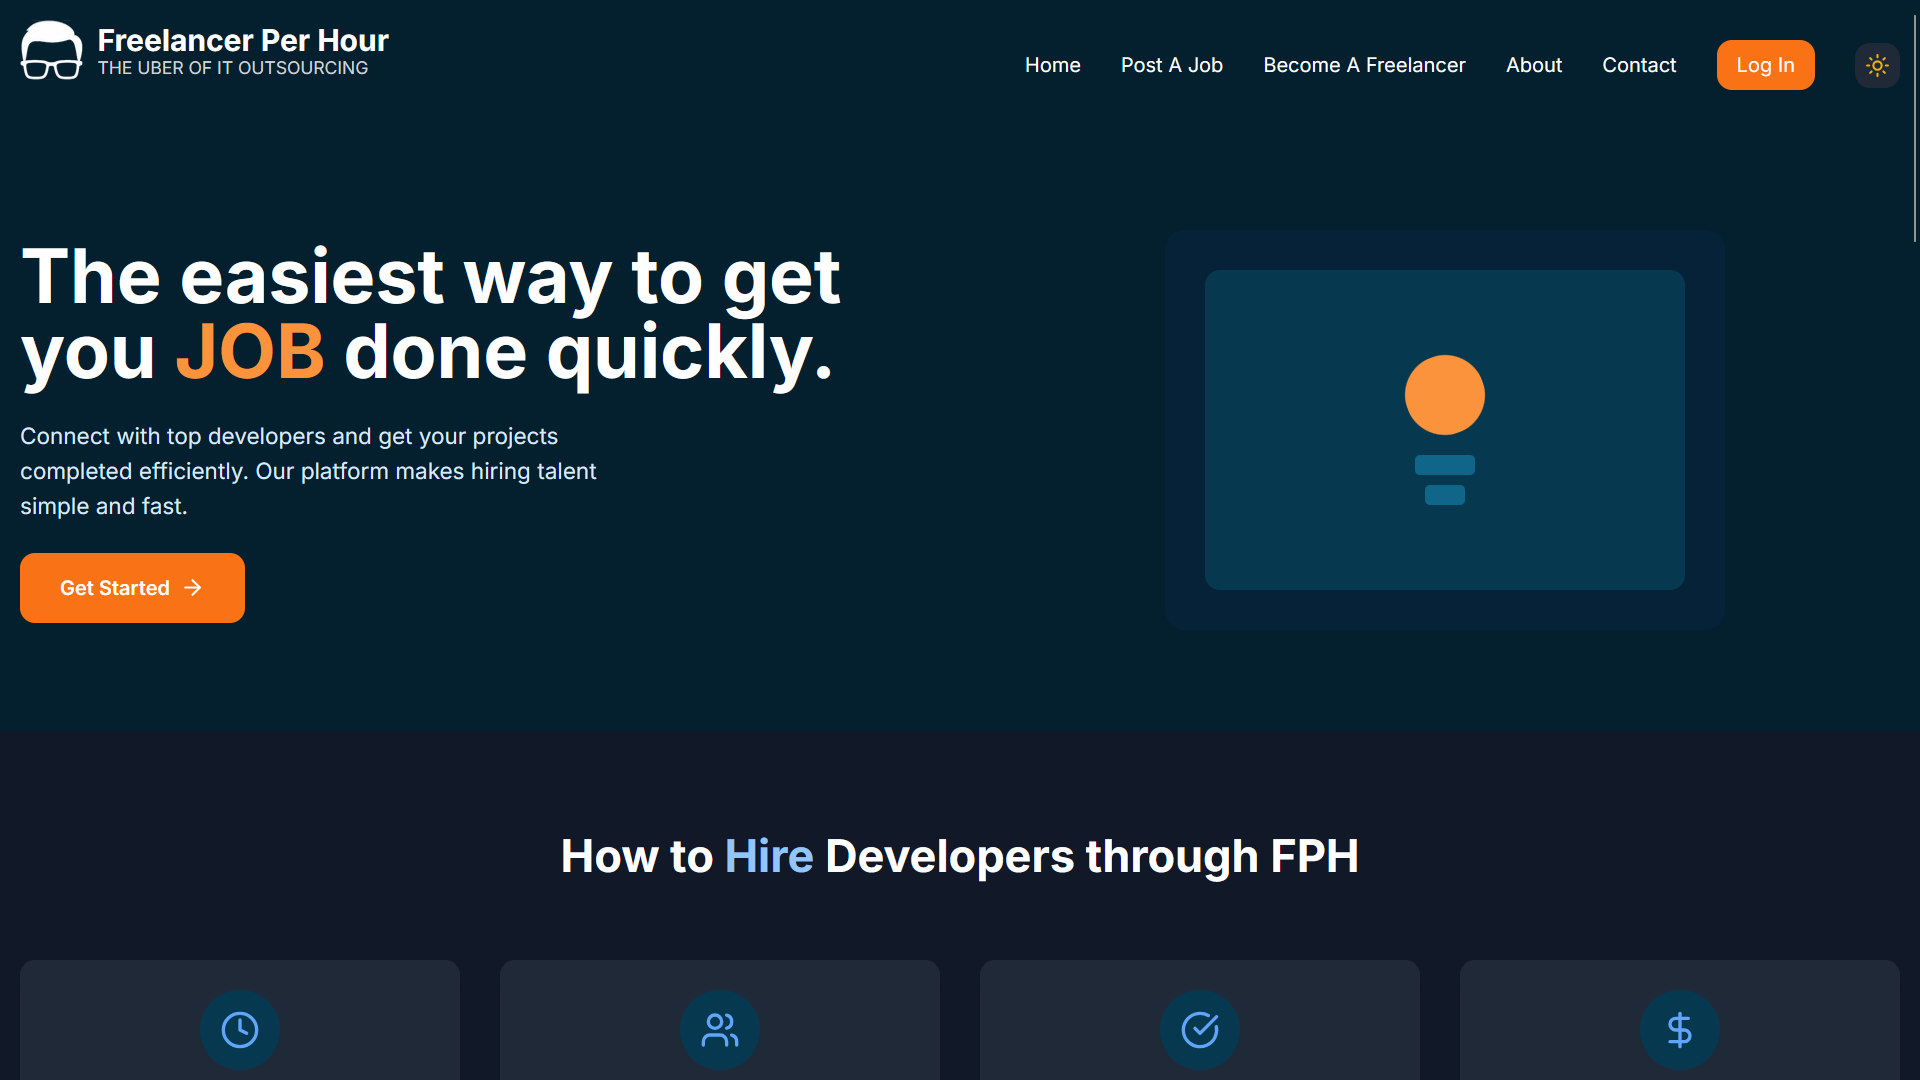 Freelancer Per Hour
THE UBER OF IT OUTSOURCING
Home
Post A Job
Become A Freelancer
About
Contact
Log In
The easiest way to get
you JOB done quickly.
Connect with top developers and get your projects
completed efficiently. Our platform makes hiring talent
simple and fast.
Get Started
How to Hire Developers through FPH